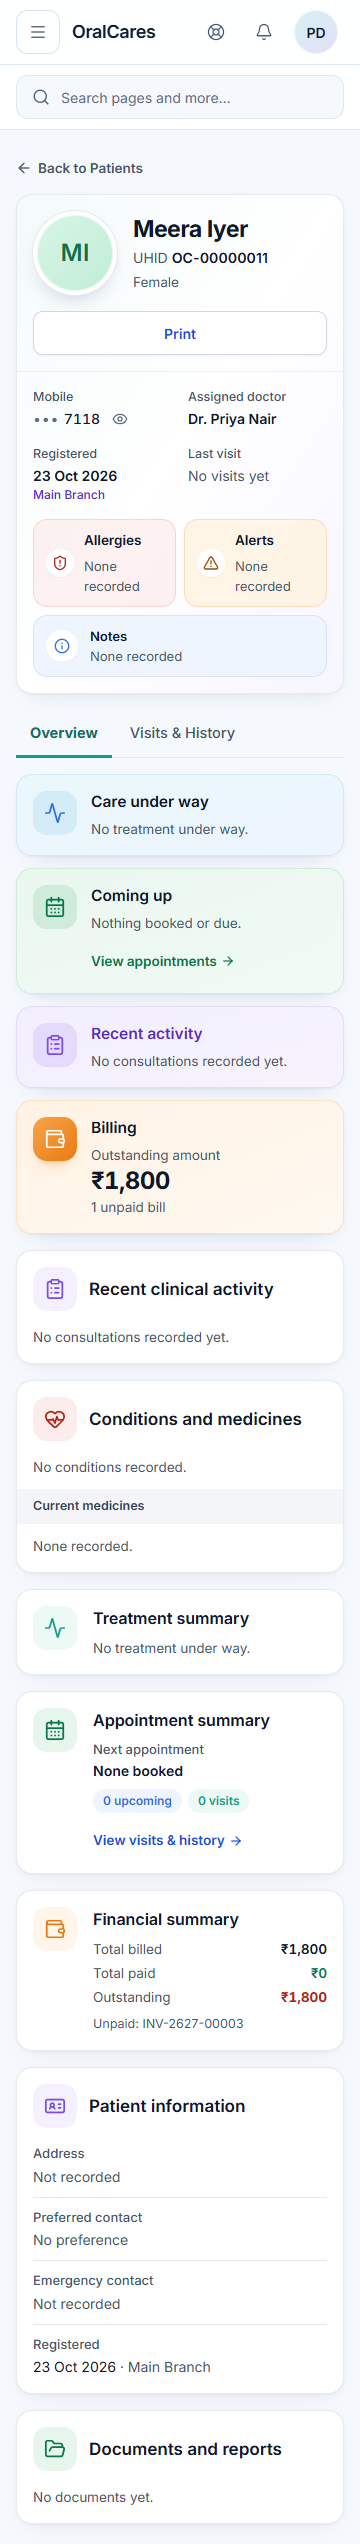 OralCares
PD
Search pages and more...
Back to Patients
MI
Meera Iyer
UHID OC-00000011
Female
Print
Mobile
••• 7118
Assigned doctor
Dr. Priya Nair
Registered
23 Oct 2026
Main Branch
Last visit
No visits yet
Allergies
None
recorded
Alerts
None
recorded
Notes
None recorded
Overview
Visits & History
Care under way
No treatment under way.
Coming up
Nothing booked or due.
View appointments →
Recent activity
No consultations recorded yet.
Billing
Outstanding amount
₹1,800
1 unpaid bill
Recent clinical activity
No consultations recorded yet.
Conditions and medicines
No conditions recorded.
Current medicines
None recorded.
Treatment summary
No treatment under way.
Appointment summary
Next appointment
None booked
0 upcoming
0 visits
View visits & history →
Financial summary
Total billed ₹1,800
Total paid ₹0
Outstanding ₹1,800
Unpaid: INV-2627-00003
Patient information
Address
Not recorded
Preferred contact
No preference
Emergency contact
Not recorded
Registered
23 Oct 2026 · Main Branch
Documents and reports
No documents yet.